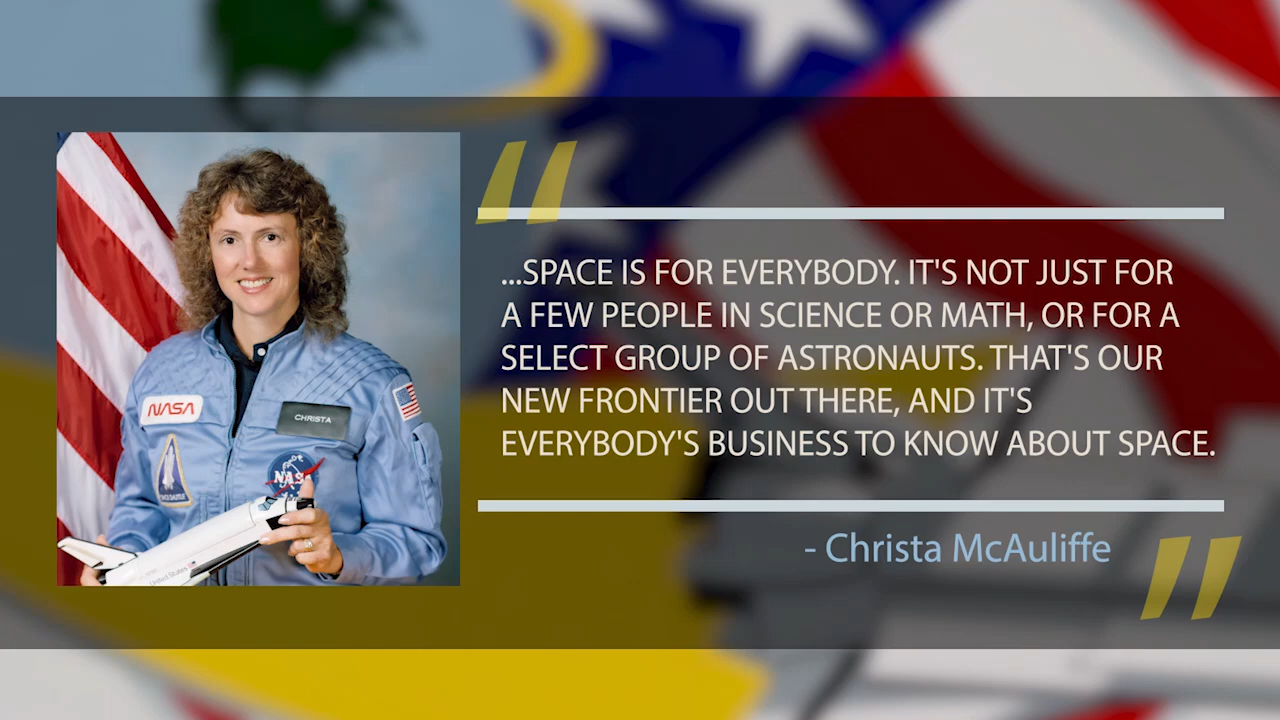 ...SPACE IS FOR EVERYBODY. IT'S NOT JUST FOR
A FEW PEOPLE IN SCIENCE OR MATH, OR FOR A
SELECT GROUP OF ASTRONAUTS. THAT'S OUR
NEW FRONTIER OUT THERE, AND IT'S
EVERYBODY'S BUSINESS TO KNOW ABOUT SPACE.
- Christa McAuliffe
NASA
CHRISTA
NASA
United States